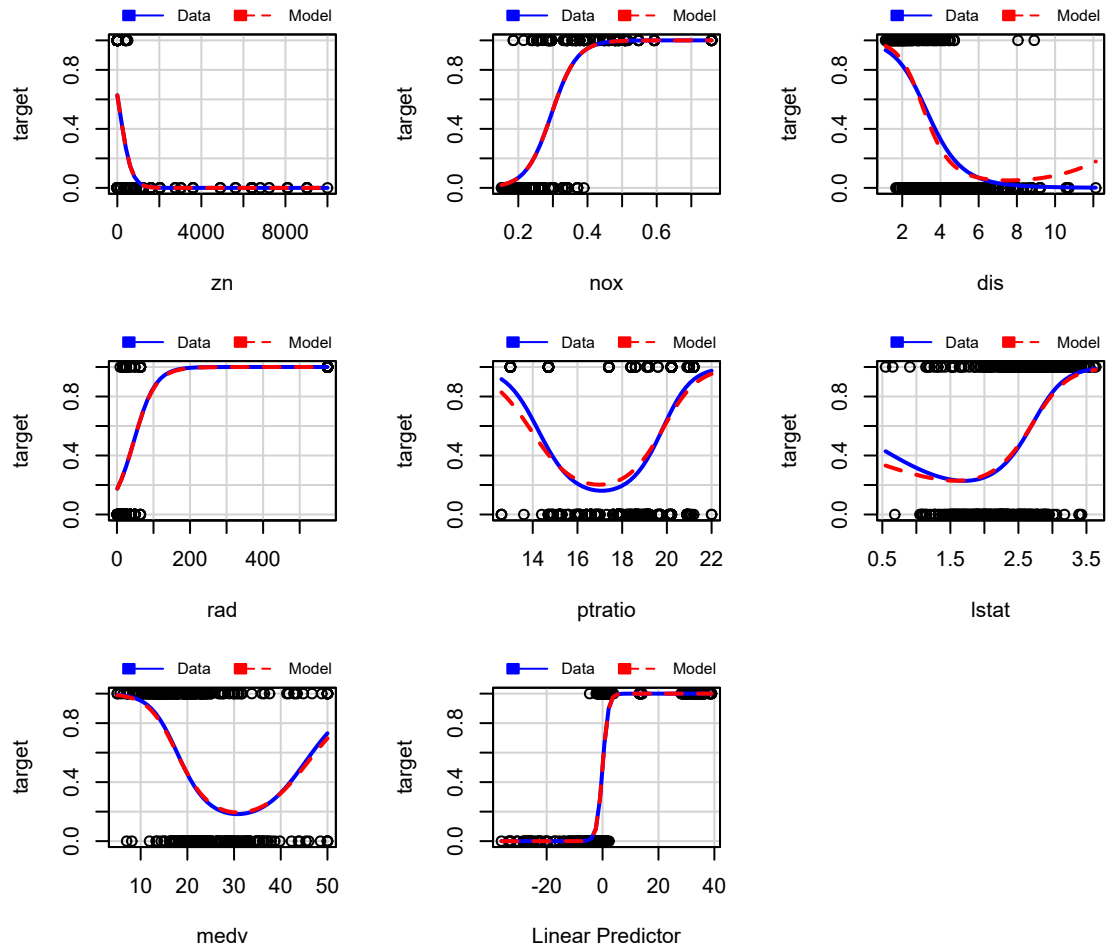 Data Model Data Model Data Model
target 0.0 0.4 0.8 target 0.0 0.4 0.8 target 0.0 0.4 0.8
0 4000 8000 0.2 0.4 0.6 2 4 6 8 10
zn nox dis
Data Model Data Model Data Model
target 0.0 0.4 0.8 target 0.0 0.4 0.8 target 0.0 0.4 0.8
0 200 400 14 16 18 20 22 0.5 1.5 2.5 3.5
rad ptratio lstat
Data Model Data Model
target 0.0 0.4 0.8 target 0.0 0.4 0.8
10 20 30 40 50 -20 0 20 40
medv Linear Predictor